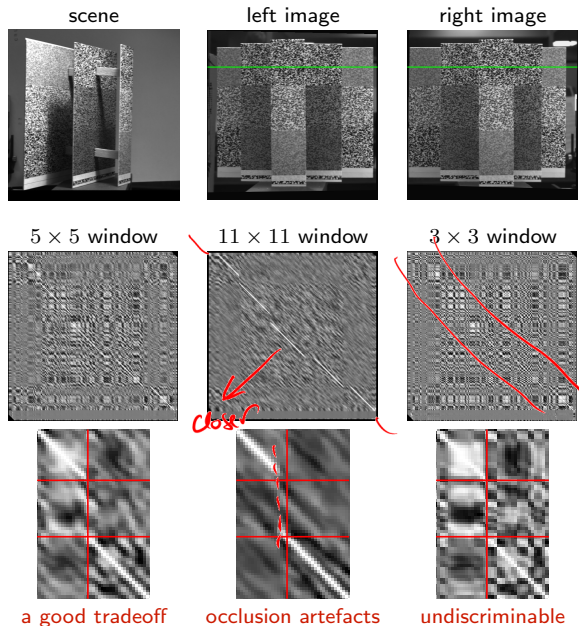 scene left image right image
5 × 5 window 11 × 11 window 3 × 3 window
closer
a good tradeoff occlusion artefacts undiscriminable